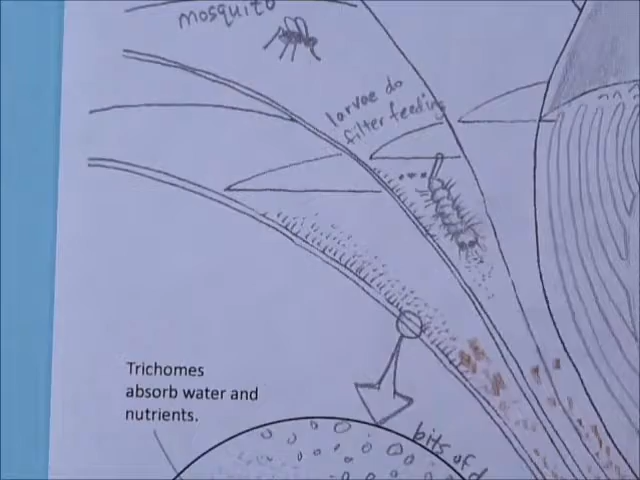 mosquito
larvae do
filter feeding
Trichomes
absorb water and
nutrients.
bits of